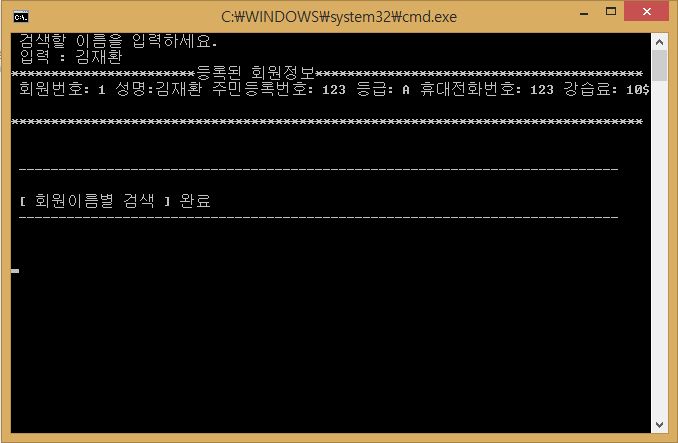 C:₩WINDOWS₩system32₩cmd.exe
검색할 이름을 입력하세요.
입력 : 김재환
***********************등록된 회원정보*****************************************
회원번호: 1 성명:김재환 주민등록번호: 123 등급: A 휴대전화번호: 123 강습료: 10$
*******************************************************************************
---------------------------------------------------------------------------
[ 회원이름별 검색 ] 완료
---------------------------------------------------------------------------